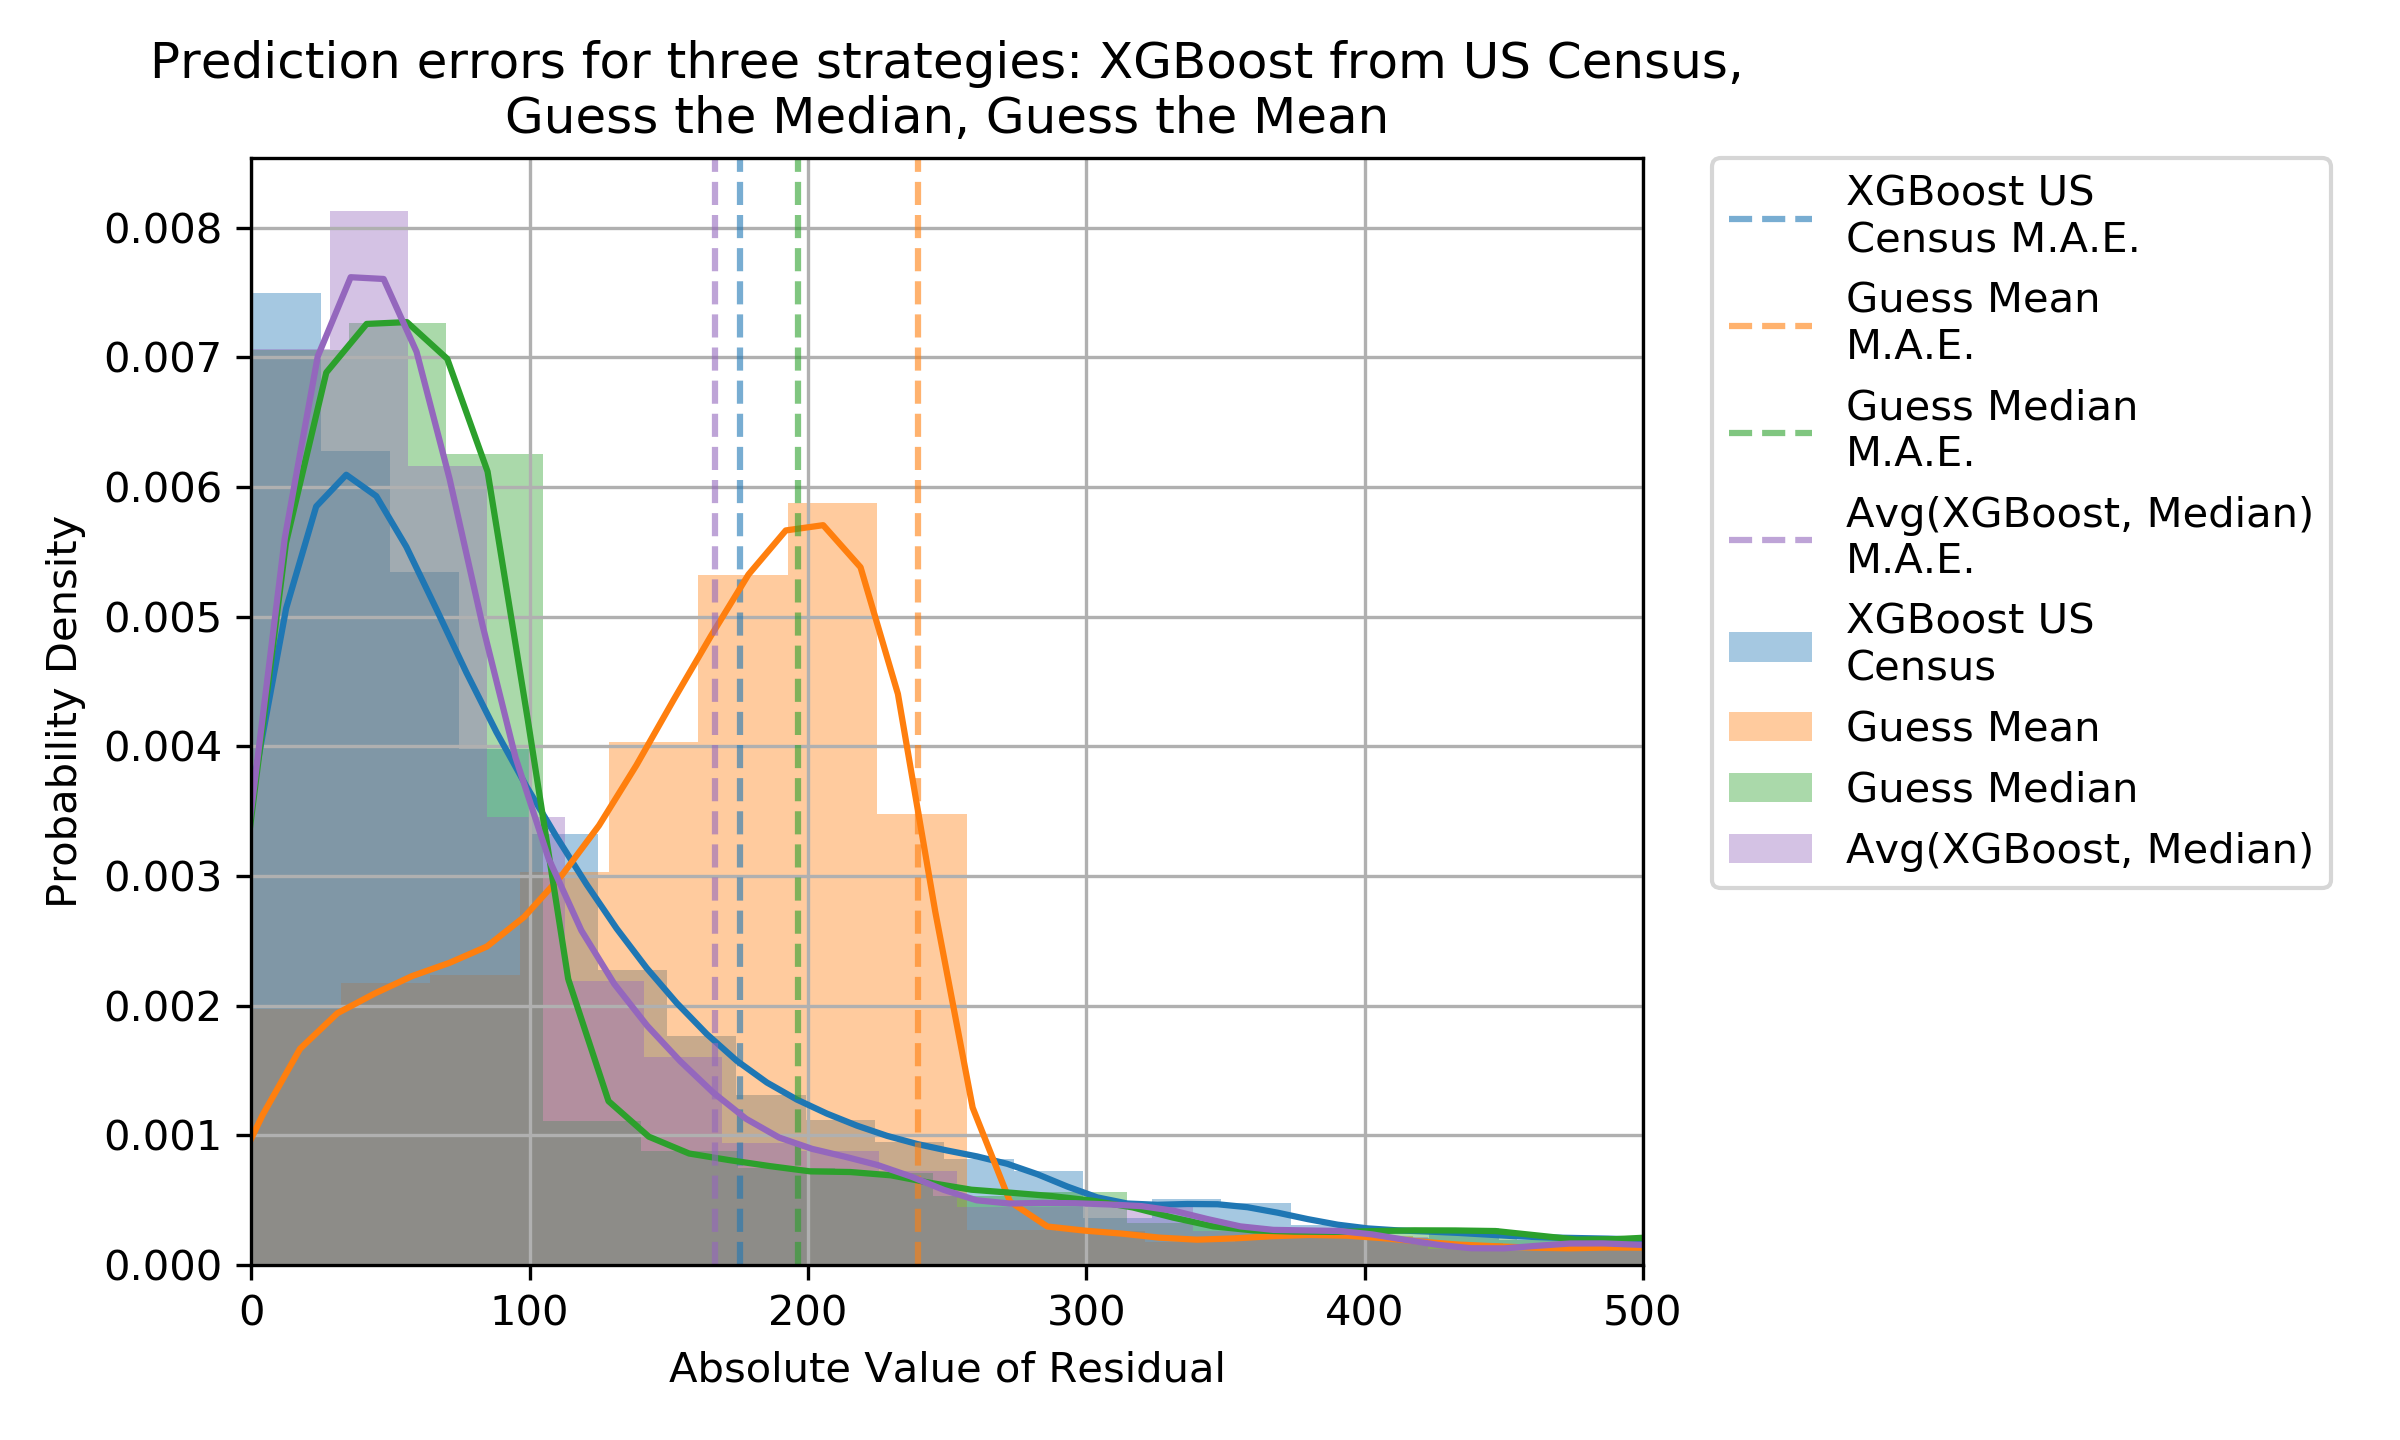 Prediction errors for three strategies: XGBoost from US Census,
Guess the Median, Guess the Mean
Probability Density
0.008
0.007
0.006
0.005
0.004
0.003
0.002
0.001
0.000
0
100
200
300
400
500
Absolute Value of Residual
XGBoost US
Census M.A.E.
Guess Mean
M.A.E.
Guess Median
M.A.E.
Avg(XGBoost, Median)
M.A.E.
XGBoost US
Census
Guess Mean
Guess Median
Avg(XGBoost, Median)